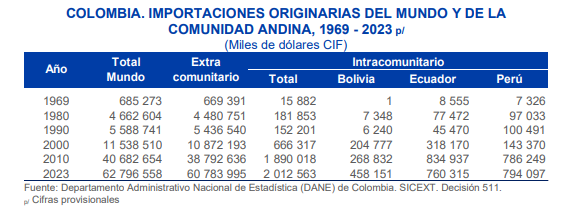 COLOMBIA. IMPORTACIONES ORIGINARIAS DEL MUNDO Y DE LA
COMUNIDAD ANDINA, 1969 - 2023 p/
(Miles de dólares CIF)
Año Total Mundo Extra comunitario Intracomunitario
Total Bolivia Ecuador Perú
1969 685 273 669 391 15 882 1 8 555 7 326
1980 4 662 604 4 480 751 181 853 7 348 77 472 97 033
1990 5 588 741 5 436 540 152 201 6 240 45 470 100 491
2000 11 538 510 10 872 193 666 317 204 777 318 170 143 370
2010 40 682 654 38 792 636 1 890 018 268 832 834 937 786 249
2023 62 796 558 60 783 995 2 012 563 458 151 760 315 794 097
Fuente: Departamento Administrativo Nacional de Estadística (DANE) de Colombia. SICEXT. Decisión 511.
p/ Cifras provisionales